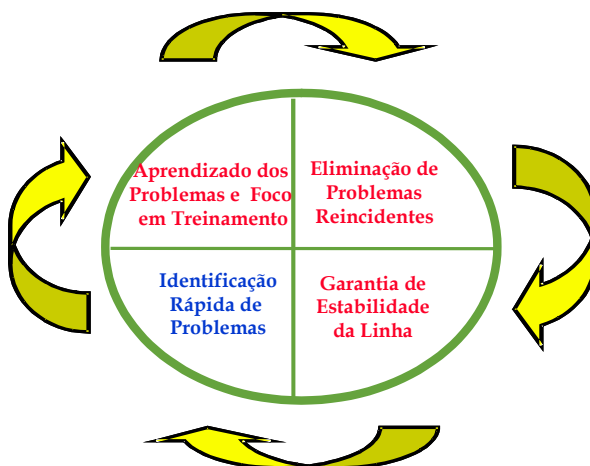 Aprendizado dos
Problemas e Foco
em Treinamento
Eliminação de
Problemas
Reincidentes
Identificação
Rápida de
Problemas
Garantia de
Estabilidade
da Linha